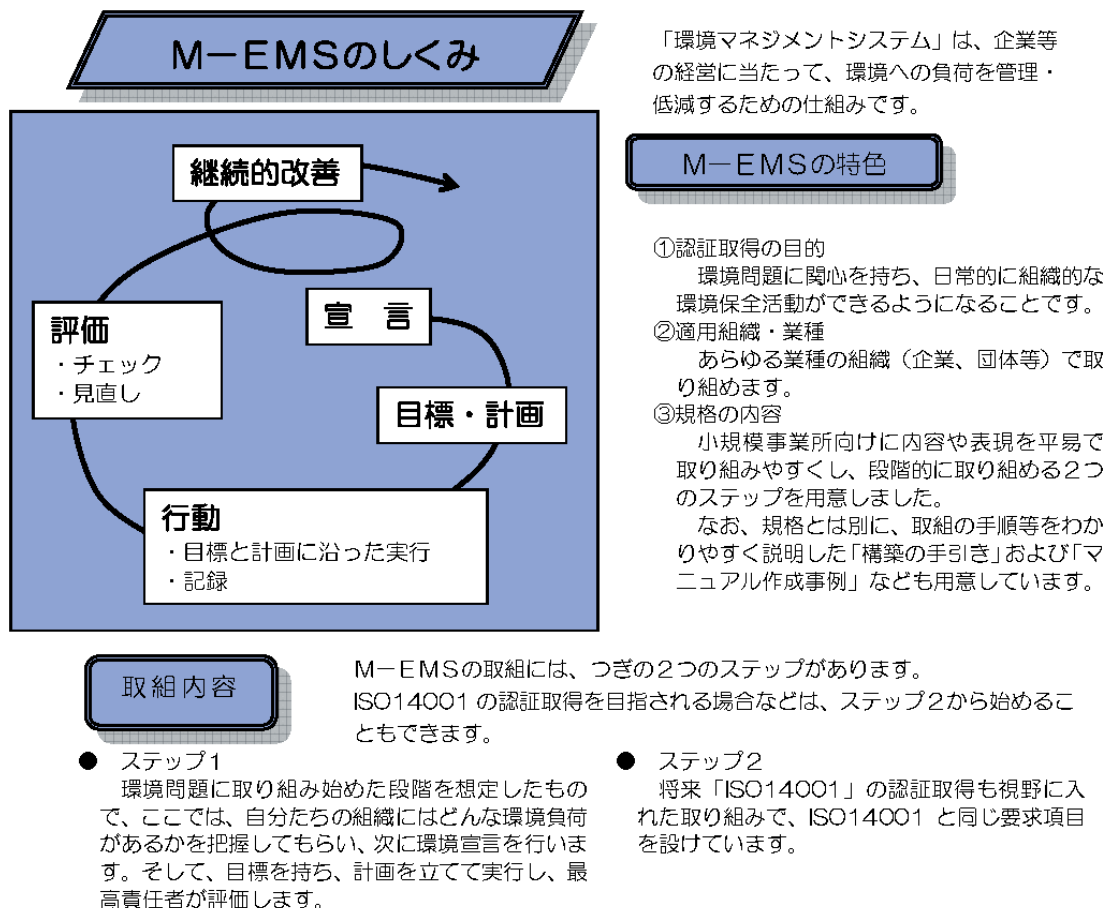 M－EMSのしくみ
「環境マネジメントシステム」は、企業等
の経営に当たって、環境への負荷を管理・
低減するための仕組みです。
継続的改善
宣　言
目標・計画
行動
・目標と計画に沿った実行
・記録
評価
・チェック
・見直し
M－EMSの特色
①認証取得の目的
環境問題に関心を持ち、日常的に組織的な
環境保全活動ができるようになることです。
②適用組織・業種
あらゆる業種の組織（企業、団体等）で取
り組めます。
③規格の内容
小規模事業所向けに内容や表現を平易で
取り組みやすくし、段階的に取り組める２つ
のステップを用意しました。
なお、規格とは別に、取組の手順等をわか
りやすく説明した「構築の手引き」および「マ
ニュアル作成事例」なども用意しています。
取組内容
M－EMSの取組には、つぎの２つのステップがあります。
ISO14001 の認証取得を目指される場合などは、ステップ２から始めるこ
ともできます。
● ステップ１
環境問題に取り組み始めた段階を想定したもの
で、ここでは、自分たちの組織にはどんな環境負荷
があるかを把握してもらい、次に環境宣言を行いま
す。そして、目標を持ち、計画を立てて実行し、最
高責任者が評価します。
● ステップ２
将来「ISO14001」の認証取得も視野に入
れた取り組みで、ISO14001 と同じ要求項目
を設けています。